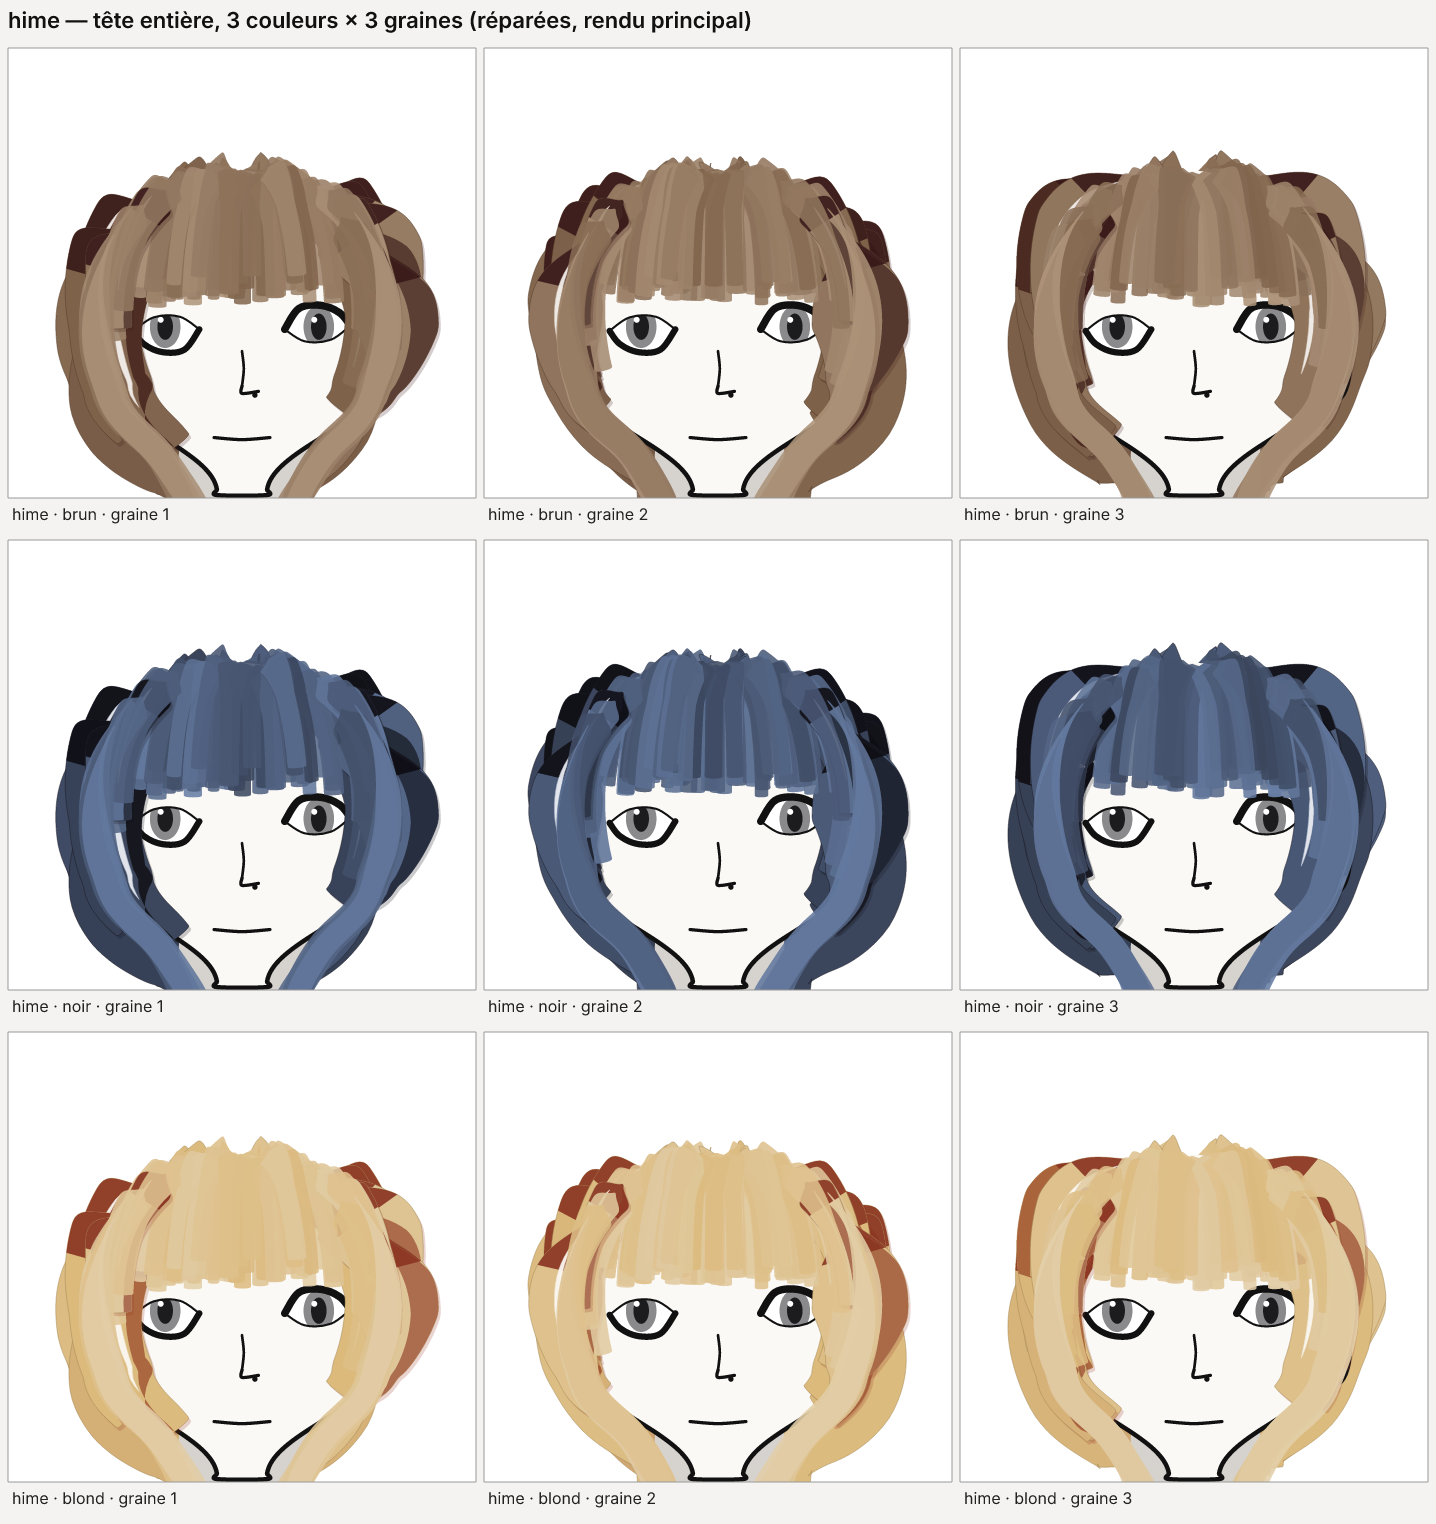 hime — tête entière, 3 couleurs × 3 graines (réparées, rendu principal)
hime · brun · graine 1
hime · brun · graine 2
hime · brun · graine 3
hime · noir · graine 1
hime · noir · graine 2
hime · noir · graine 3
hime · blond · graine 1
hime · blond · graine 2
hime · blond · graine 3